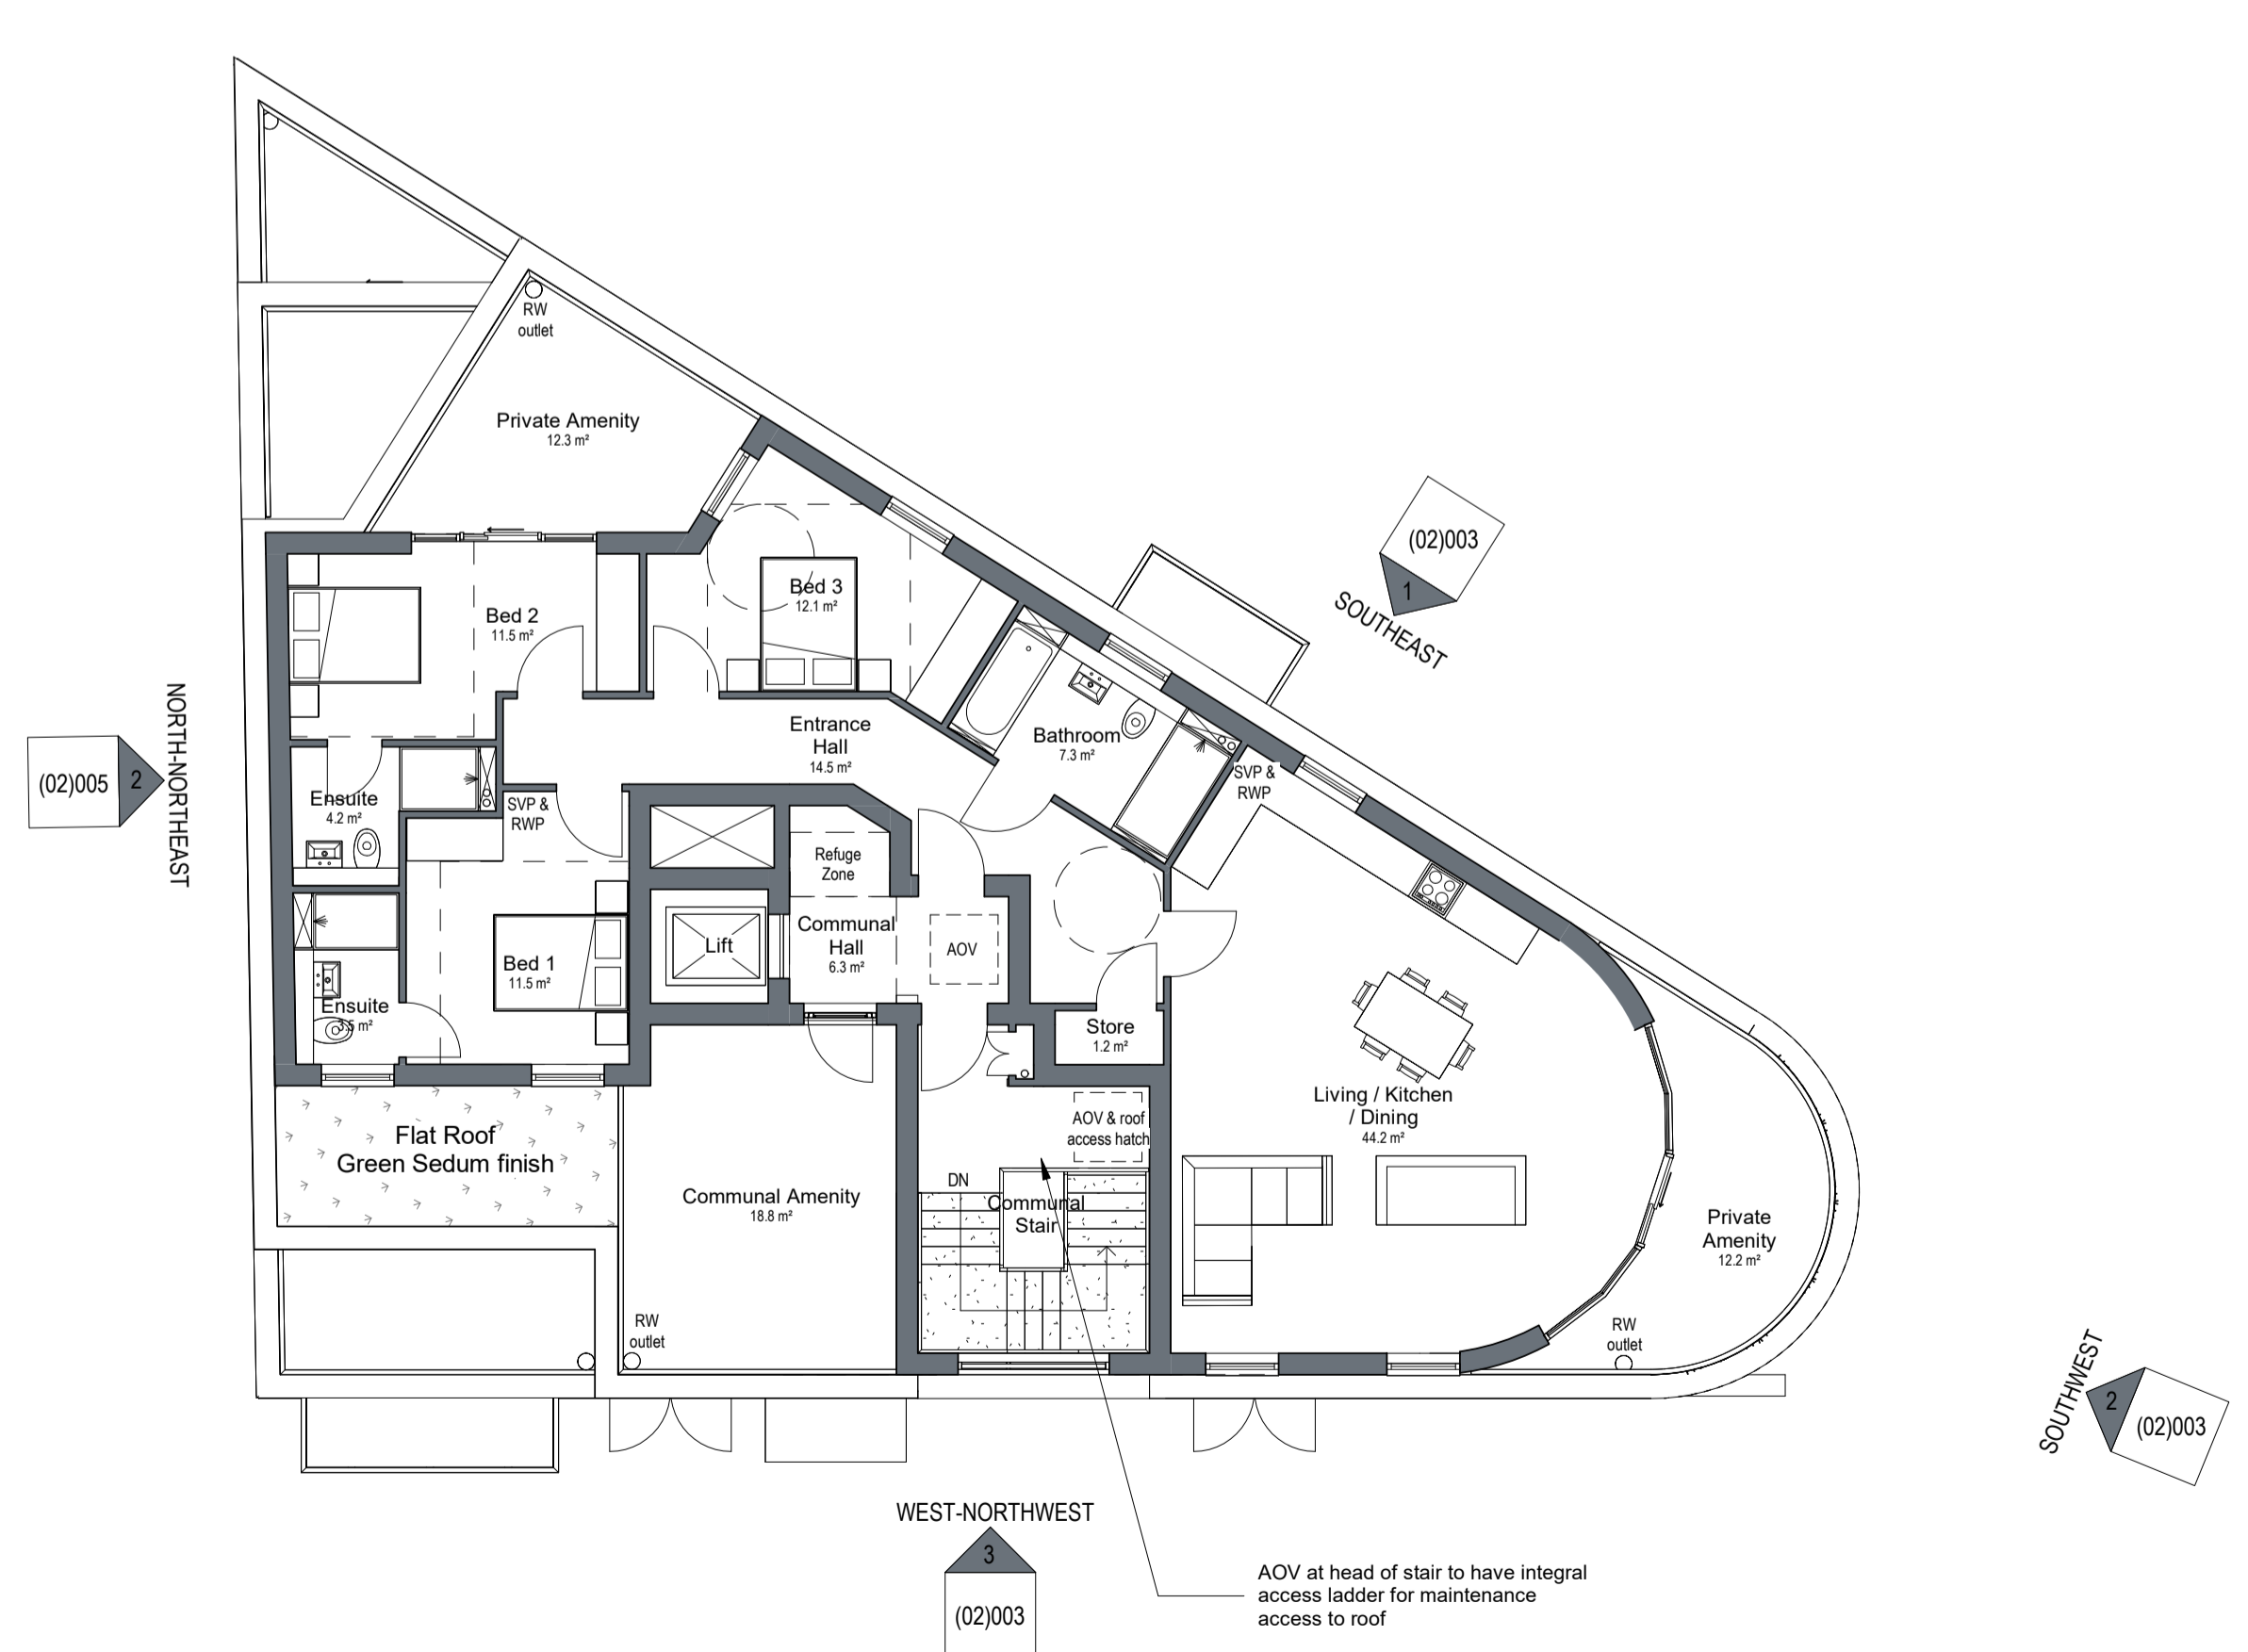 RW
outlet
Private Amenity
12.3 m²
(02)003
1
SOUTHEAST
Bed 3
12.1 m²
Bed 2
11.5 m²
NORTH-NORTHEAST
(02)005
2
Entrance
Hall
14.5 m²
Bathroom
7.3 m²
SVP &
RWP
Ensuite
4.2 m²
SVP &
RWP
Refuge
Zone
Communal
Hall
6.3 m²
Lift
AOV
Bed 1
11.5 m²
Ensuite
3.5 m²
Store
1.2 m²
Living / Kitchen
/ Dining
44.2 m²
AOV & roof
access hatch
Flat Roof
Green Sedum finish
DN
Communal
Stair
Communal Amenity
18.8 m²
Private
Amenity
12.2 m²
RW
outlet
RW
outlet
SOUTHWEST
2
(02)003
WEST-NORTHWEST
3
(02)003
AOV at head of stair to have integral
access ladder for maintenance
access to roof